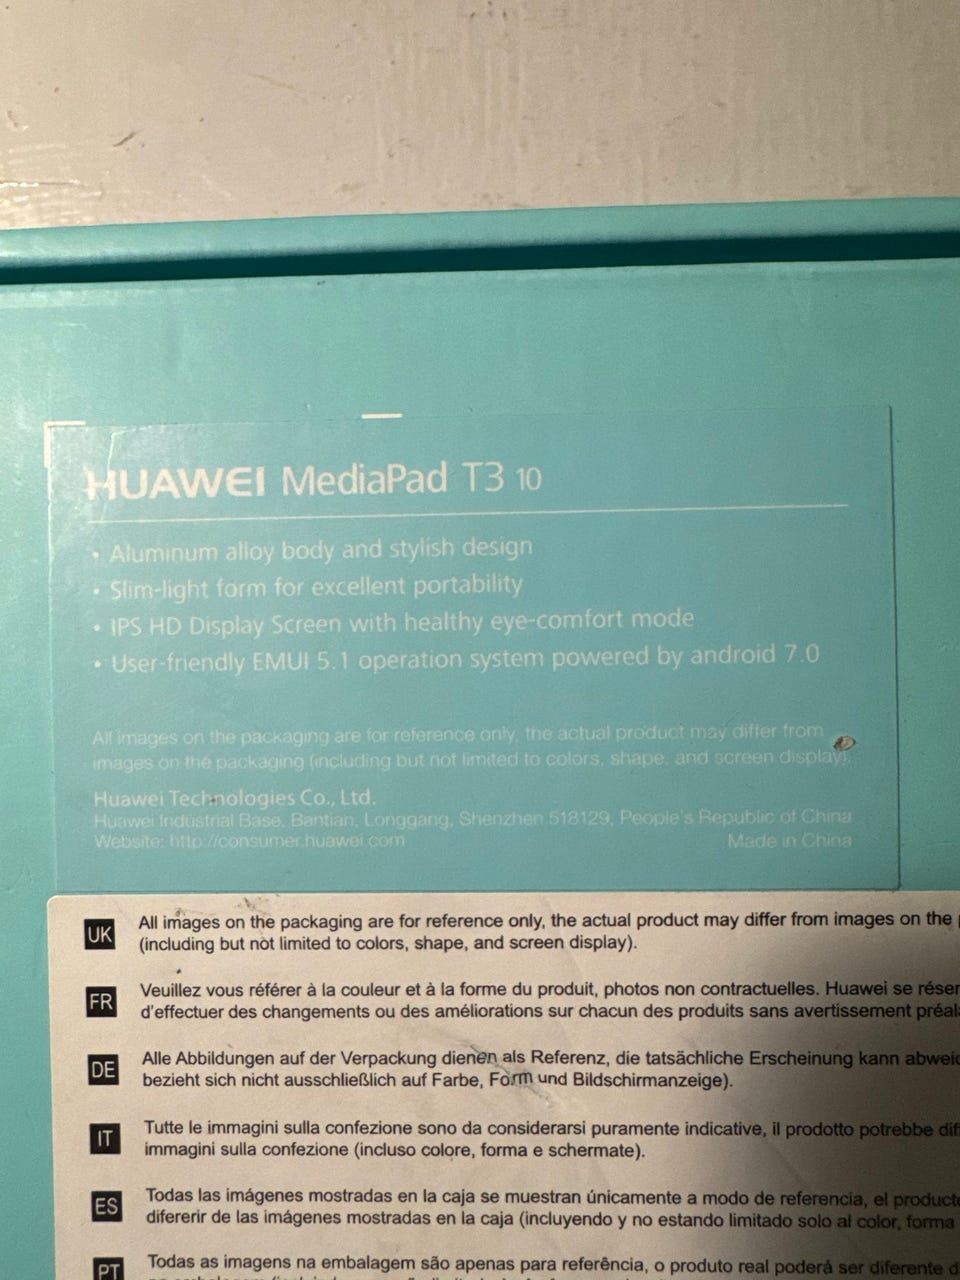 HUAWEI MediaPad T3 10
• Aluminum alloy body and stylish design
• Slim-light form for excellent portability
• IPS HD Display Screen with healthy eye-comfort mode
• User-friendly EMUI 5.1 operation system powered by android 7.0
All images on the packaging are for reference only, the actual product may differ from
images on the packaging (including but not limited to colors, shape, and screen display).
Huawei Technologies Co., Ltd.
Huawei Industrial Base, Bantian, Longgang, Shenzhen 518129, People's Republic of China
Website: http://consumer.huawei.com Made in China
UK All images on the packaging are for reference only, the actual product may differ from images on the
(including but not limited to colors, shape, and screen display).
FR Veuillez vous référer à la couleur et à la forme du produit, photos non contractuelles. Huawei se réser
d'effectuer des changements ou des améliorations sur chacun des produits sans avertissement préal
DE Alle Abbildungen auf der Verpackung dienen als Referenz, die tatsächliche Erscheinung kann abweic
bezieht sich nicht ausschließlich auf Farbe, Form und Bildschirmanzeige).
IT Tutte le immagini sulla confezione sono da considerarsi puramente indicative, il prodotto potrebbe dif
immagini sulla confezione (incluso colore, forma e schermate).
ES Todas las imágenes mostradas en la caja se muestran únicamente a modo de referencia, el product
difererir de las imágenes mostradas en la caja (incluyendo y no estando limitado solo al color, forma
PT Todas as imagens na embalagem são apenas para referência, o produto real poderá ser diferente d